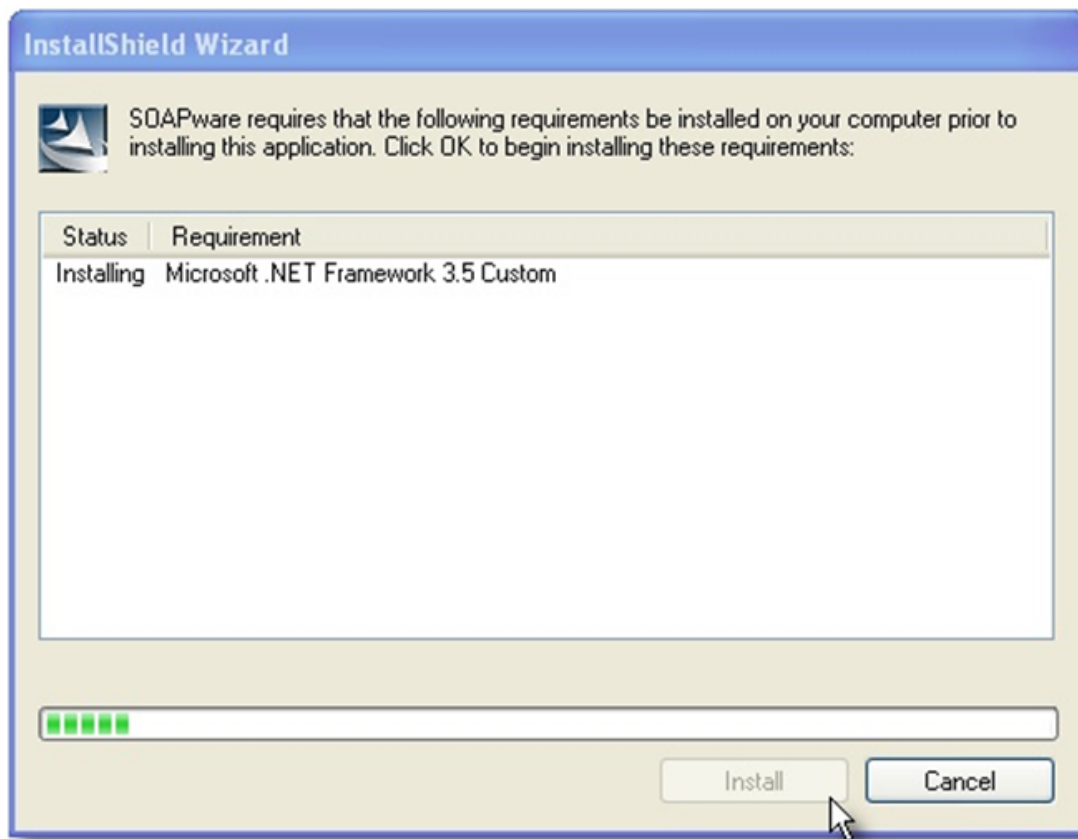 InstallShield Wizard
SOAPware requires that the following requirements be installed on your computer prior to
installing this application. Click OK to begin installing these requirements:
Status Requirement
Installing Microsoft .NET Framework 3.5 Custom
Install Cancel